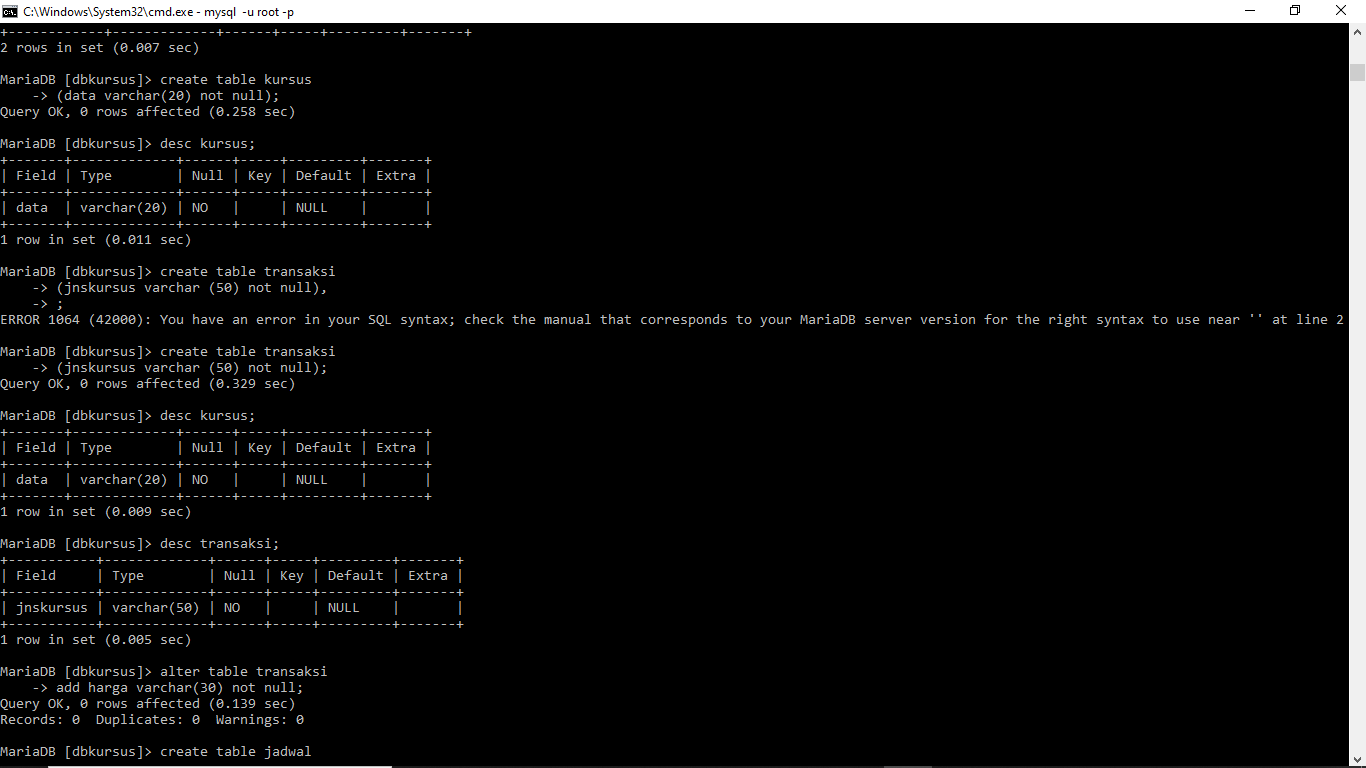 C:\Windows\System32\cmd.exe - mysql  -u root -p
+------------+-------------+------+-----+---------+-------+
2 rows in set (0.007 sec)
MariaDB [dbkursus]> create table kursus
    -> (data varchar(20) not null);
Query OK, 0 rows affected (0.258 sec)
MariaDB [dbkursus]> desc kursus;
+-------+-------------+------+-----+---------+-------+
| Field | Type        | Null | Key | Default | Extra |
+-------+-------------+------+-----+---------+-------+
| data  | varchar(20) | NO   |     | NULL    |       |
+-------+-------------+------+-----+---------+-------+
1 row in set (0.011 sec)
MariaDB [dbkursus]> create table transaksi
    -> (jnskursus varchar (50) not null),
    -> ;
ERROR 1064 (42000): You have an error in your SQL syntax; check the manual that corresponds to your MariaDB server version for the right syntax to use near '' at line 2
MariaDB [dbkursus]> create table transaksi
    -> (jnskursus varchar (50) not null);
Query OK, 0 rows affected (0.329 sec)
MariaDB [dbkursus]> desc kursus;
+-------+-------------+------+-----+---------+-------+
| Field | Type        | Null | Key | Default | Extra |
+-------+-------------+------+-----+---------+-------+
| data  | varchar(20) | NO   |     | NULL    |       |
+-------+-------------+------+-----+---------+-------+
1 row in set (0.009 sec)
MariaDB [dbkursus]> desc transaksi;
+-----------+-------------+------+-----+---------+-------+
| Field     | Type        | Null | Key | Default | Extra |
+-----------+-------------+------+-----+---------+-------+
| jnskursus | varchar(50) | NO   |     | NULL    |       |
+-----------+-------------+------+-----+---------+-------+
1 row in set (0.005 sec)
MariaDB [dbkursus]> alter table transaksi
    -> add harga varchar(30) not null;
Query OK, 0 rows affected (0.139 sec)
Records: 0  Duplicates: 0  Warnings: 0
MariaDB [dbkursus]> create table jadwal